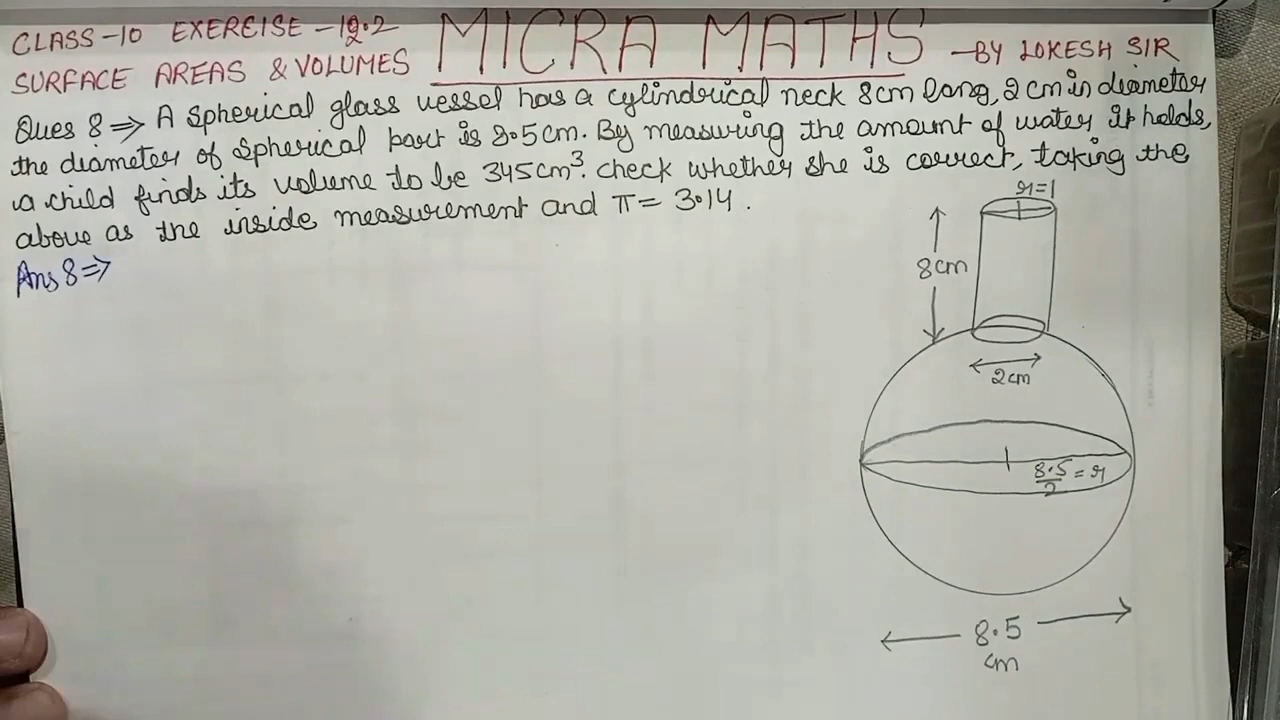 CLASS-10 EXERCISE-12.2
MICRA MATHS
-BY LOKESH SIR
SURFACE AREAS & VOLUMES
Ques 8⇒ A Spherical glass vessel has a cylindrical neck 8cm long, 2cm in diameter
the diameter of Spherical part is 8.5cm. By measuring the amount of water it holds,
a child finds its volume to be 345cm³. check whether she is correct, taking the
above as the inside measurement and π = 3.14.
Ans 8⇒
r=1
8cm
2cm
8.5/2 = r
8.5
cm